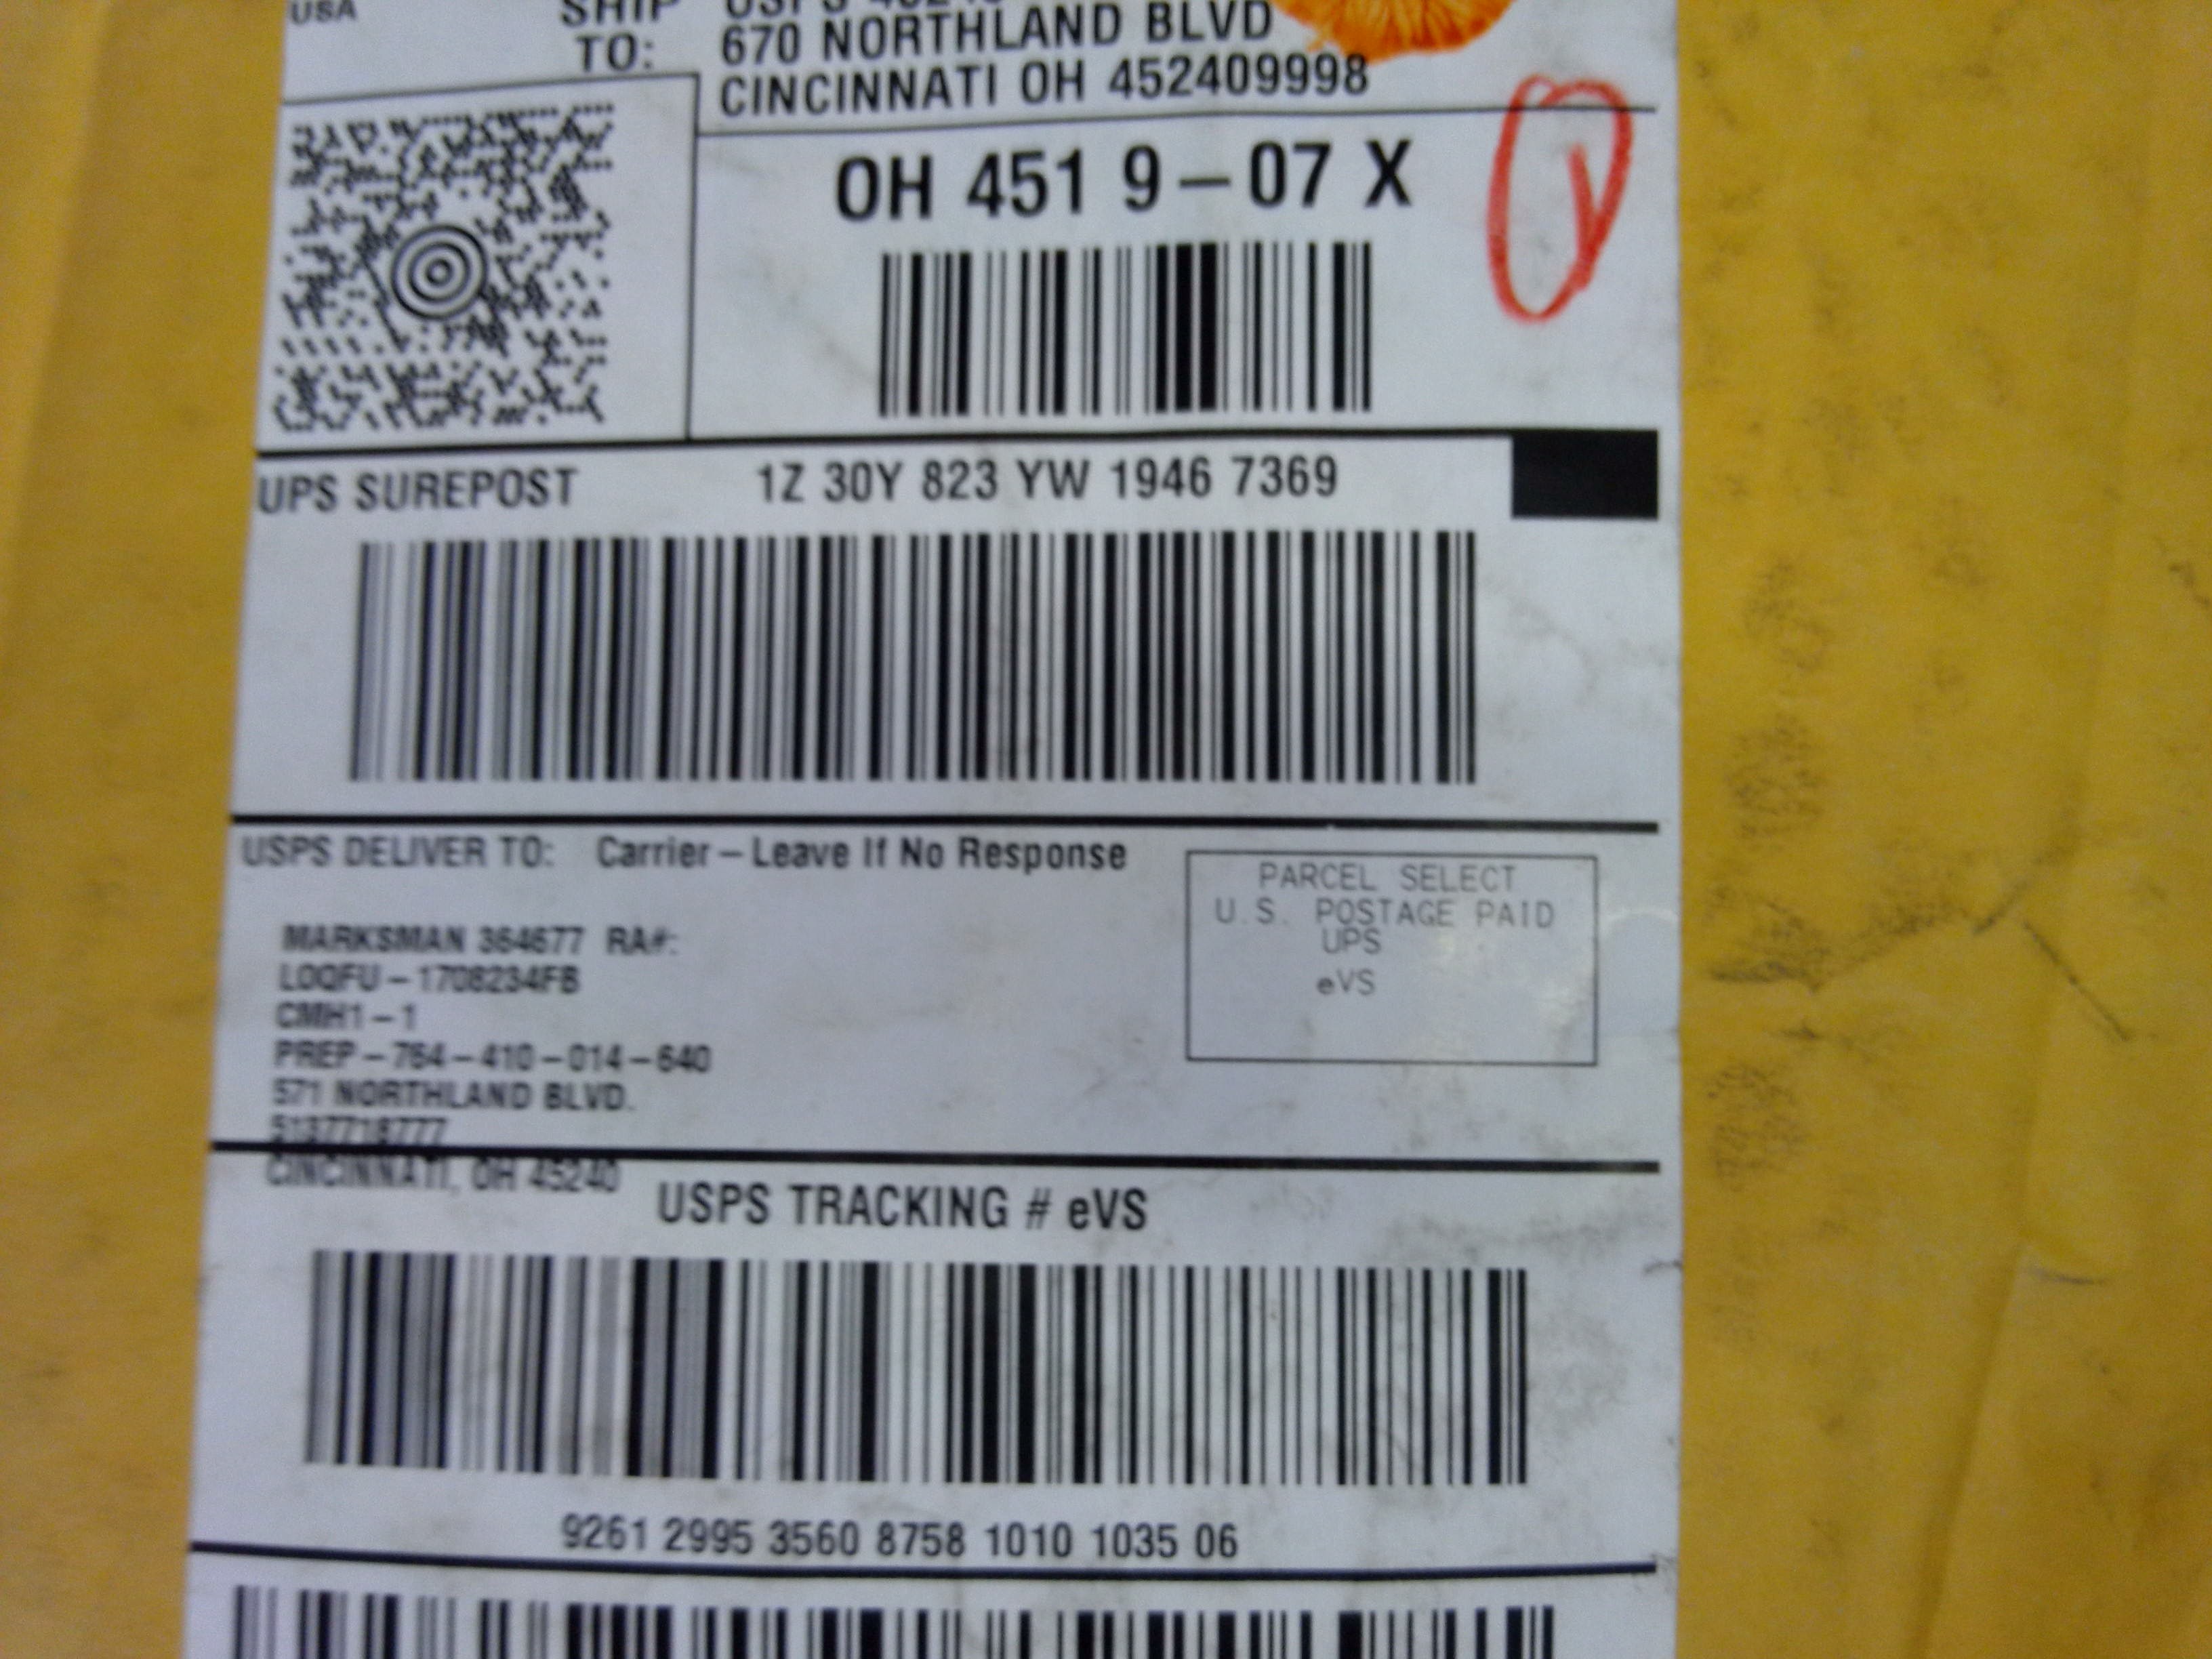 USA
SHIP TO:
670 NORTHLAND BLVD
CINCINNATI OH 452409998
OH 451 9-07 X
UPS SUREPOST 1Z 30Y 823 YW 1946 7369
USPS DELIVER TO: Carrier-Leave If No Response
PARCEL SELECT
U.S. POSTAGE PAID
UPS
eVS
MARKSMAN 364677 RA#:
CMH1-1
PREP-764-410-014-640
571 NORTHLAND BLVD.
CINCINNATI, OH 45240
USPS TRACKING # eVS
9261 2995 3560 8758 1010 1035 06